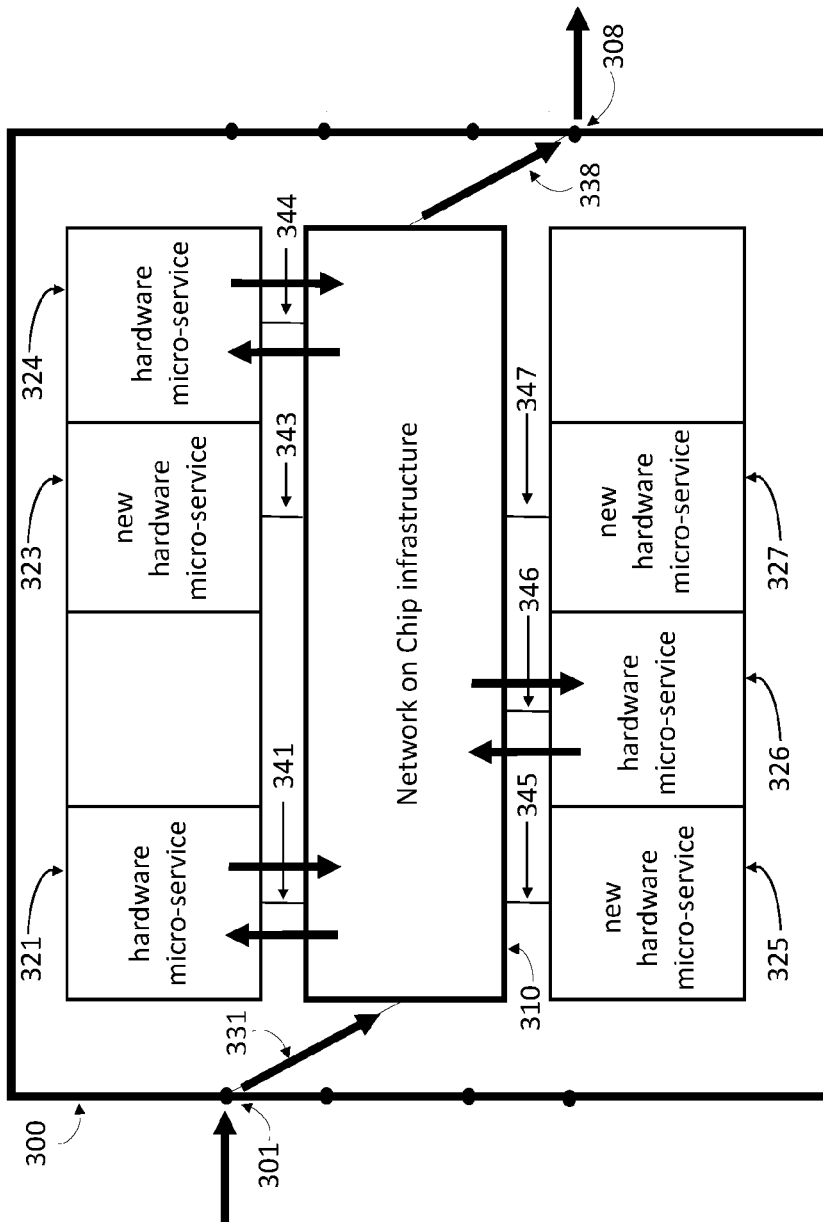 324
323
321
300
hardware
micro-service
new
hardware
micro-service
hardware
micro-service
344
343
341
331
301
Network on Chip infrastructure
338
308
347
346
345
310
new
hardware
micro-service
hardware
micro-service
new
hardware
micro-service
327
326
325